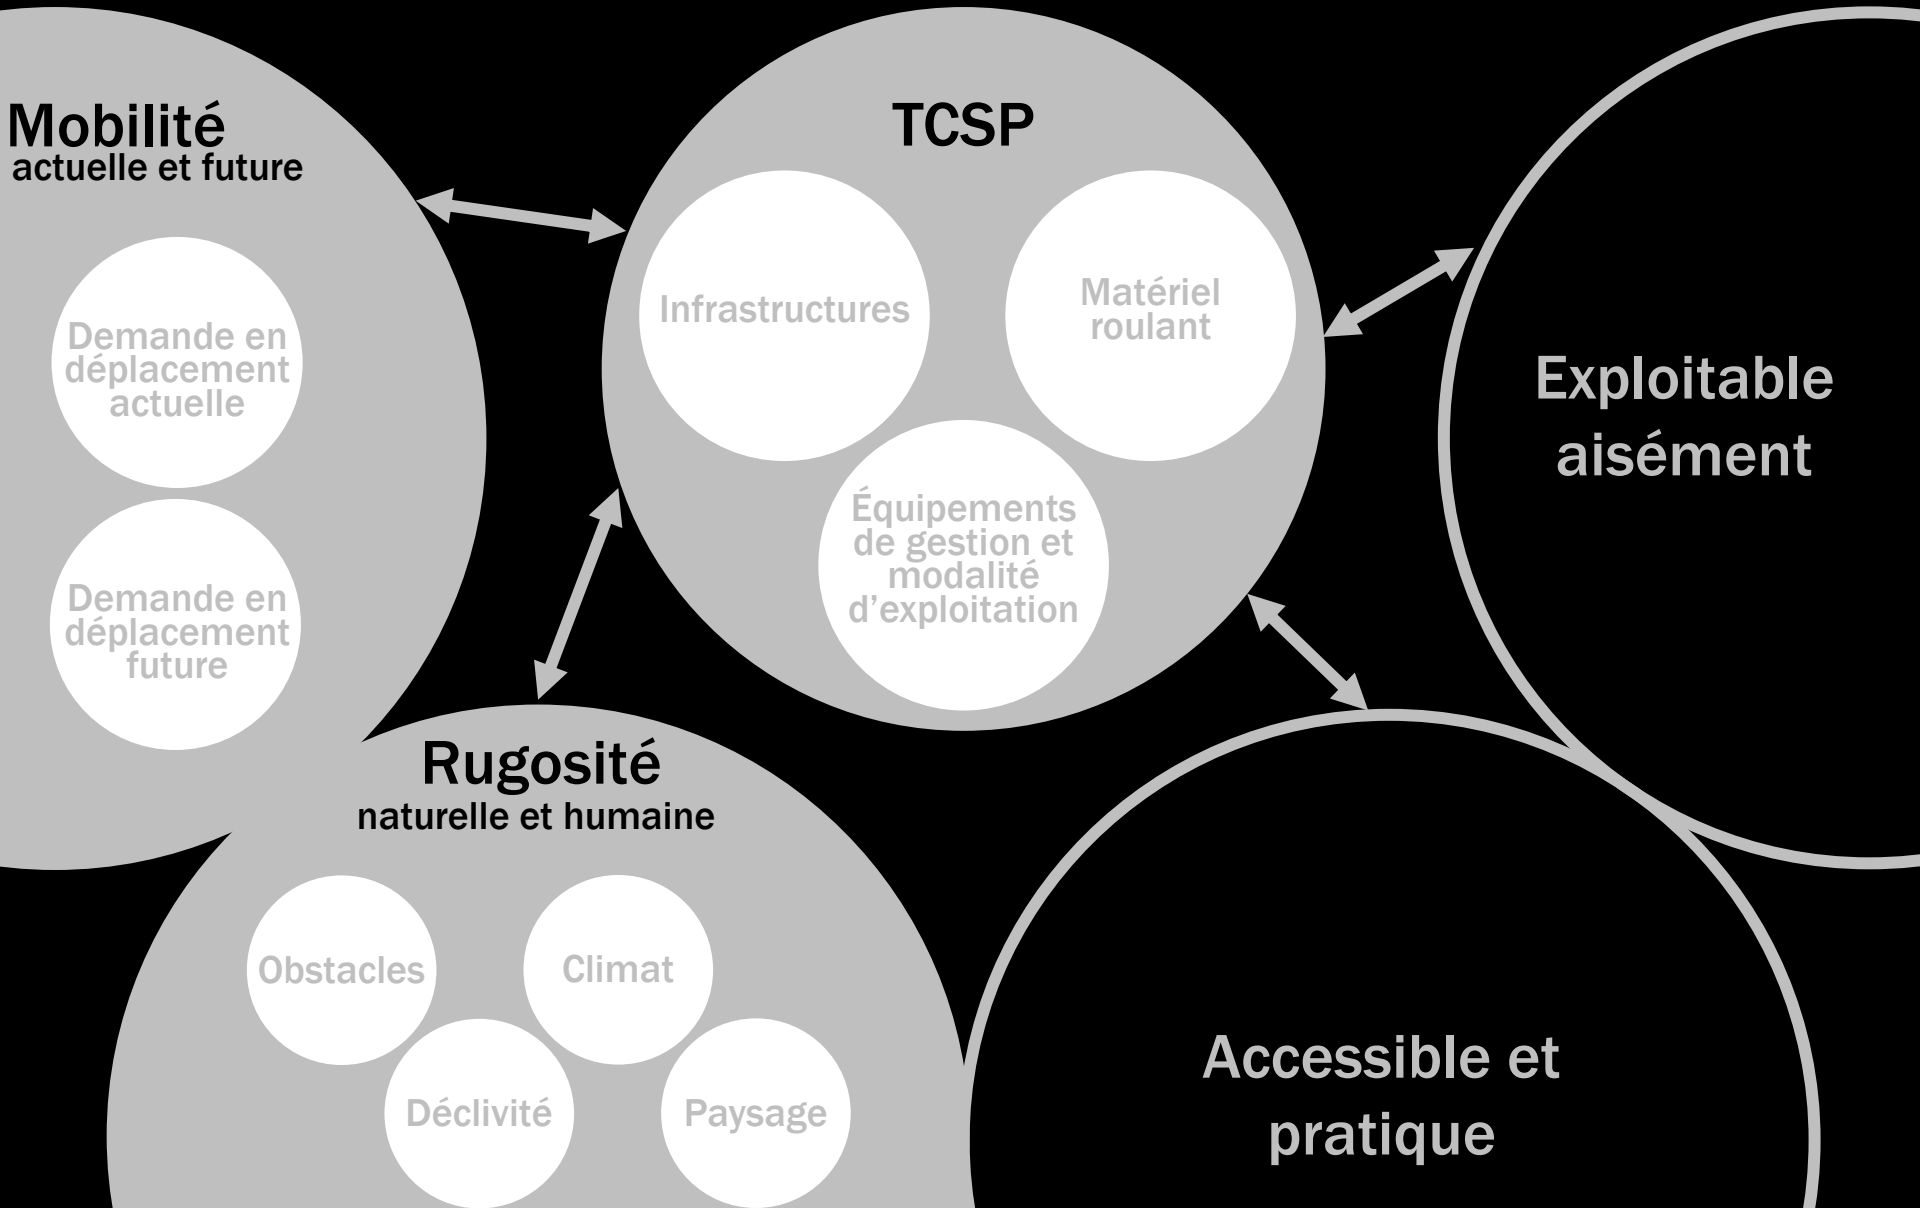 Mobilité
actuelle et future
Demande en
déplacement
actuelle
Demande en
déplacement
future
TCSP
Infrastructures
Matériel
roulant
Équipements
de gestion et
modalité
d’exploitation
Exploitable
aisément
Rugosité
naturelle et humaine
Obstacles
Climat
Déclivité
Paysage
Accessible et
pratique